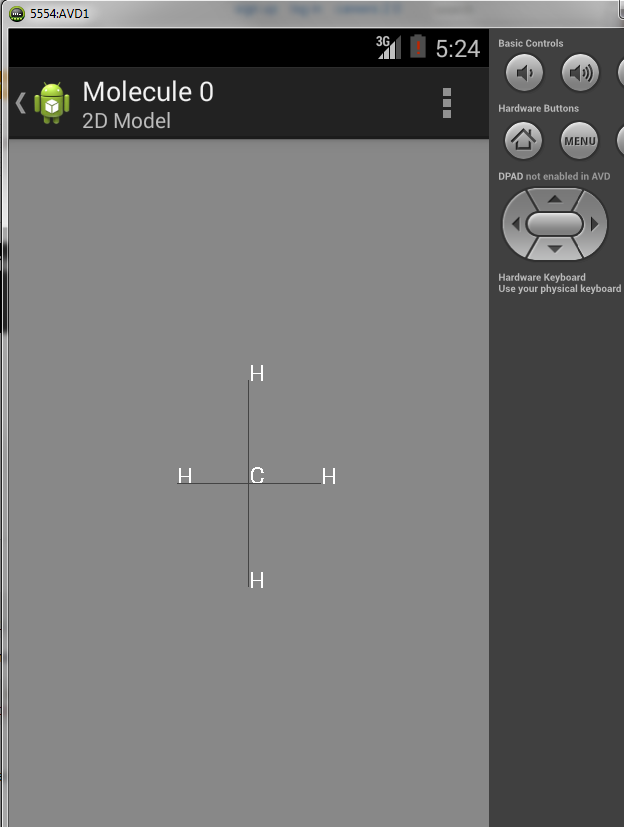 5554:AVD1
3G 5:24
Molecule 0
2D Model
H
H C H
H
Basic Controls
Hardware Buttons
MENU
DPAD not enabled in AVD
Hardware Keyboard
Use your physical keyboard